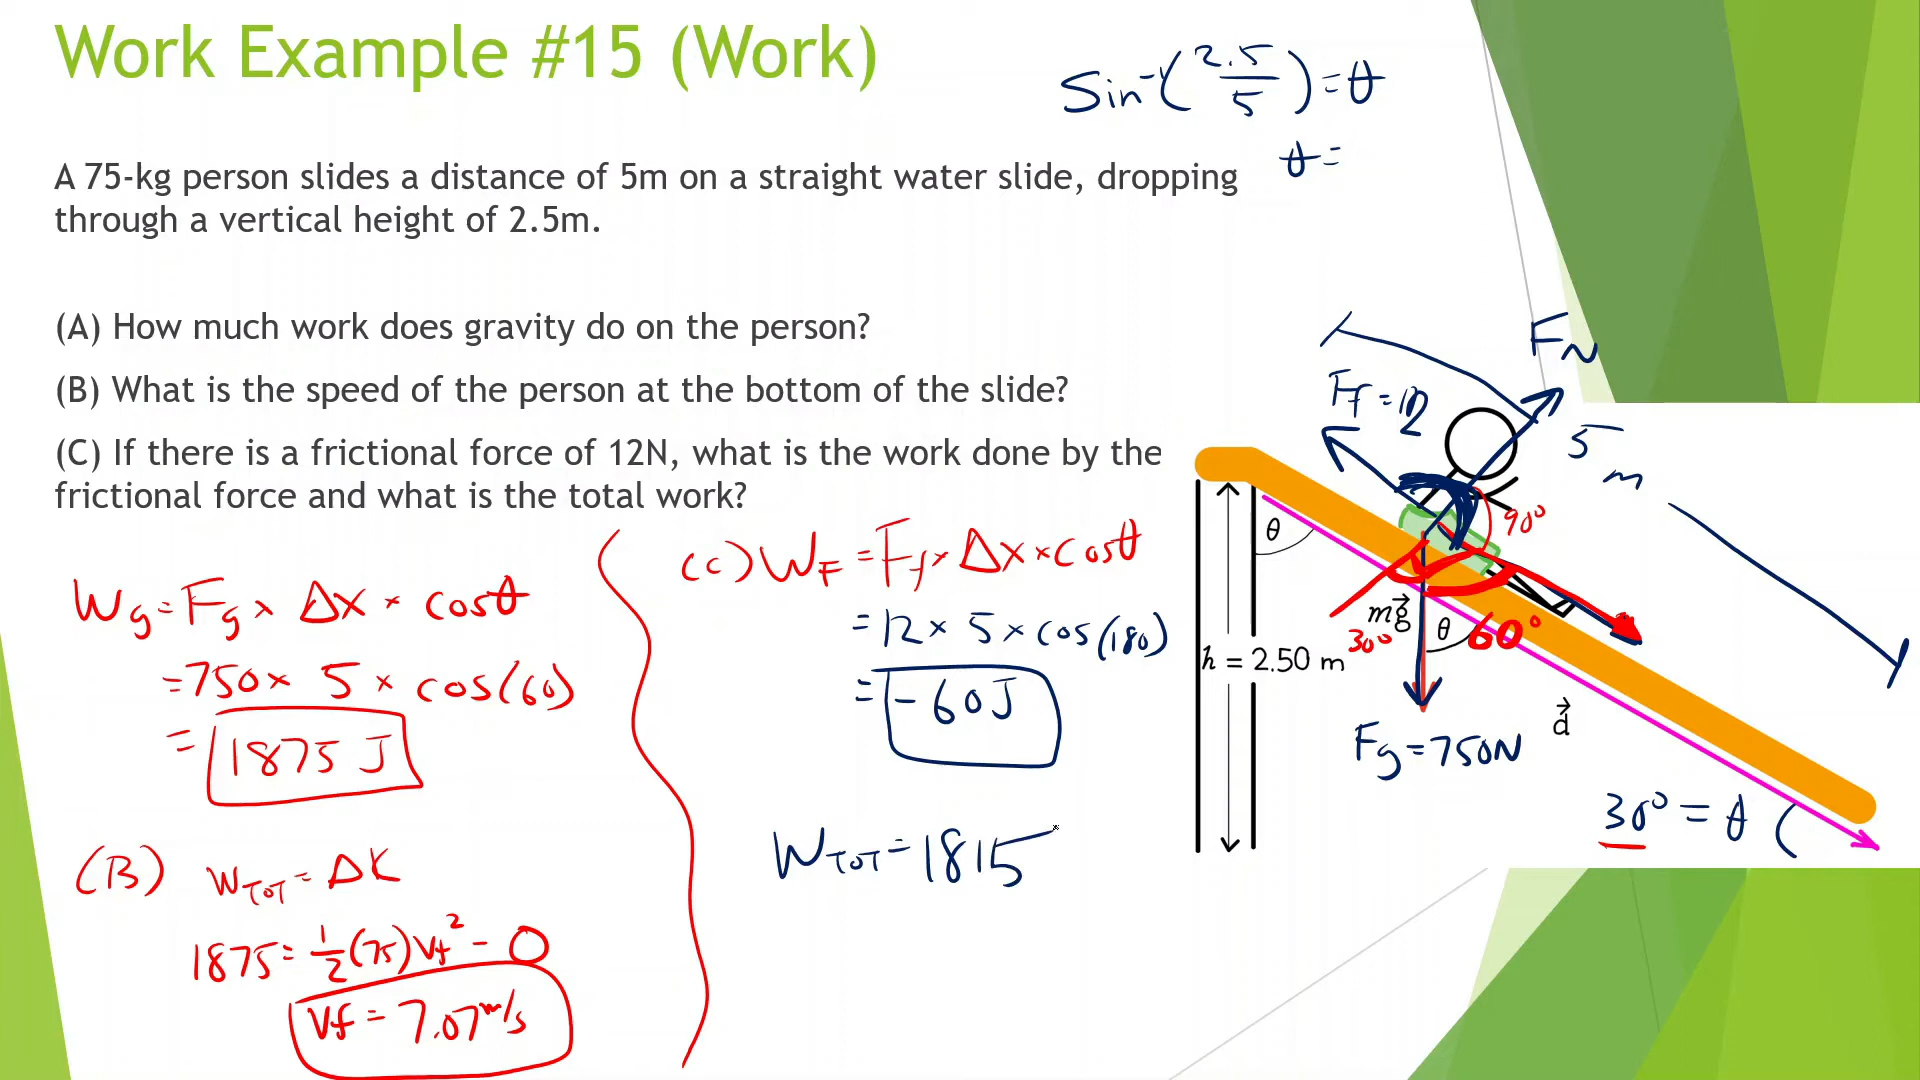 Work Example #15 (Work)
sin⁻¹(2.5/5) = θ
θ =
A 75-kg person slides a distance of 5m on a straight water slide, dropping
through a vertical height of 2.5m.
(A) How much work does gravity do on the person?
(B) What is the speed of the person at the bottom of the slide?
(C) If there is a frictional force of 12N, what is the work done by the
frictional force and what is the total work?
Wg = Fg × Δx × cosθ
= 750 × 5 × cos(60)
= 1875 J
(B) WTOT = ΔK
1875 = 1/2(75)Vf² - 0
Vf = 7.07 m/s
(C) WF = Ff × Δx × cosθ
= 12 × 5 × cos(180)
= -60J
WTOT = 1815
FN
Ff = 12
5 m
90°
θ
mg
30°
θ
60°
h = 2.50 m
d
Fg = 750N
30° = θ (